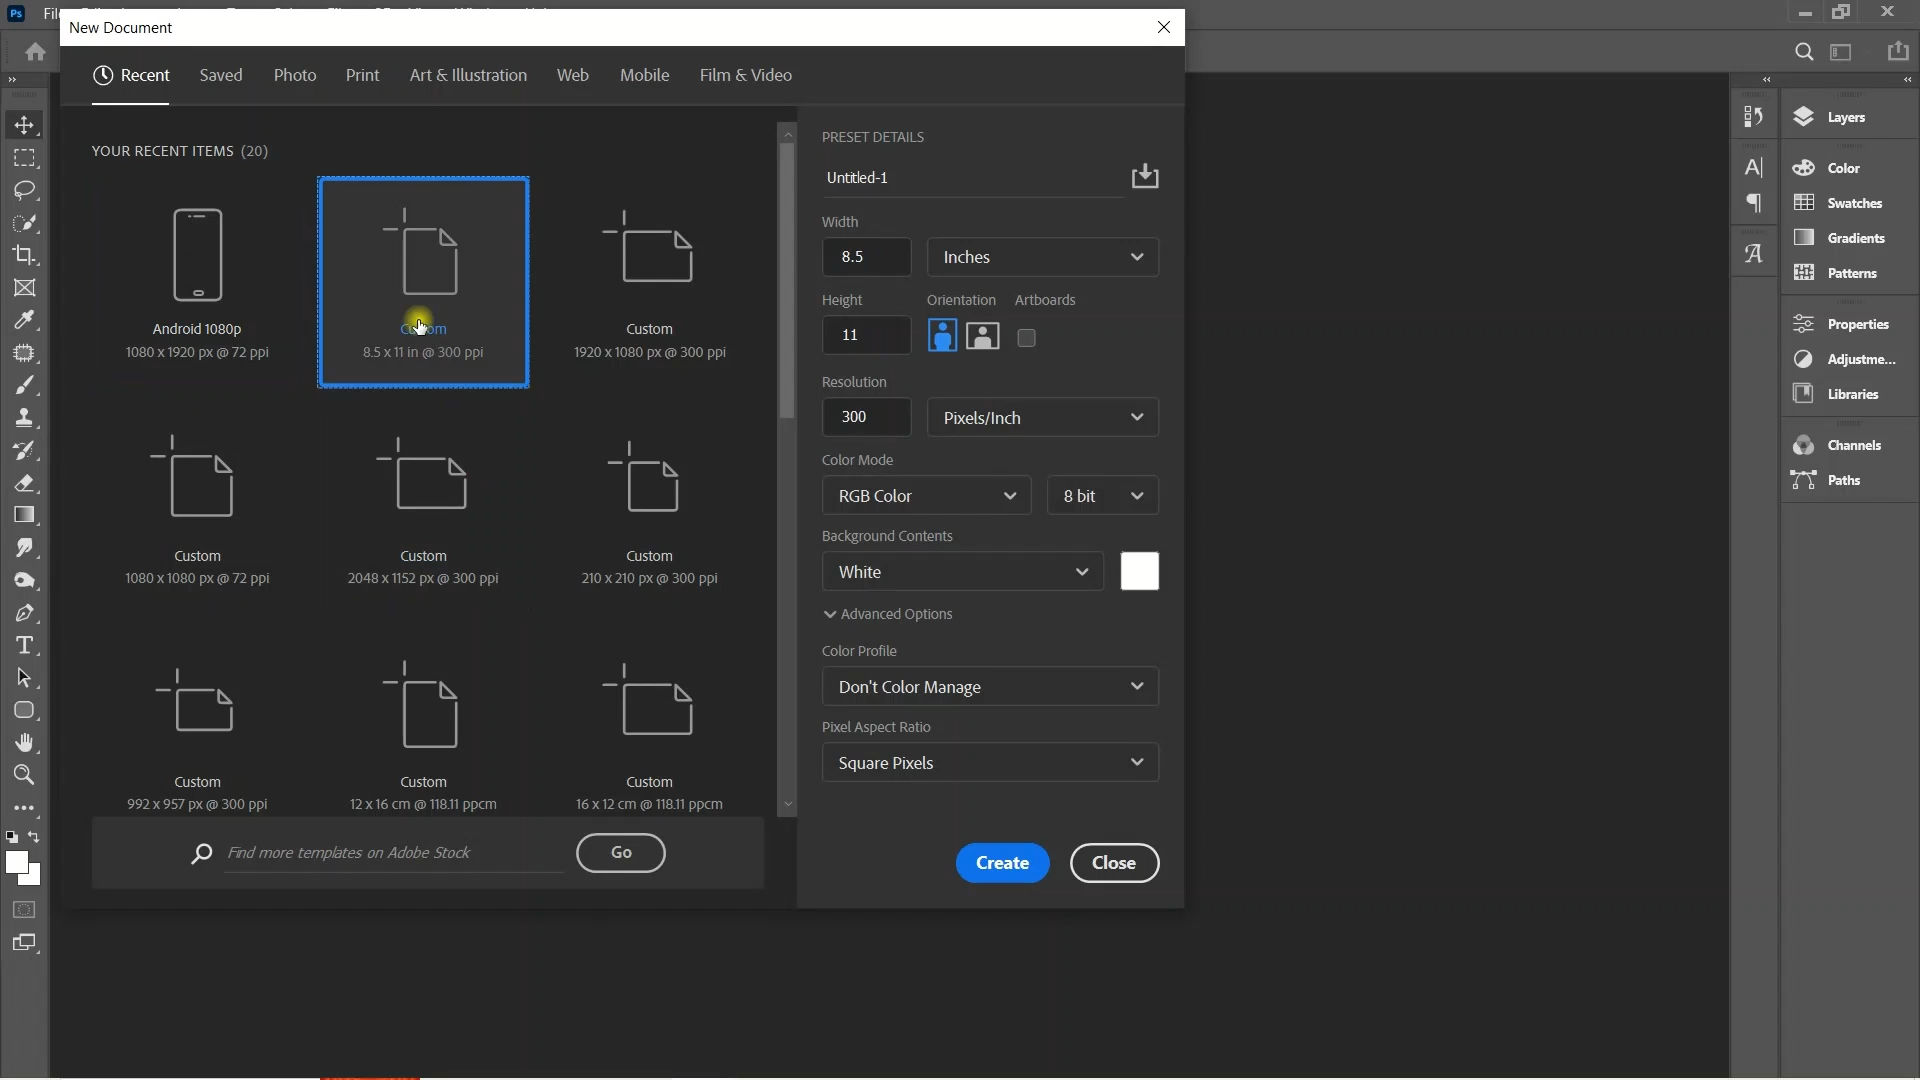 Ps
New Document
Recent Saved Photo Print Art & Illustration Web Mobile Film & Video
YOUR RECENT ITEMS (20)
Android 1080p
1080 x 1920 px @ 72 ppi
Custom
8.5 x 11 in @ 300 ppi
Custom
1920 x 1080 px @ 300 ppi
Custom
1080 x 1080 px @ 72 ppi
Custom
2048 x 1152 px @ 300 ppi
Custom
210 x 210 px @ 300 ppi
Custom
992 x 957 px @ 300 ppi
Custom
12 x 16 cm @ 118.11 ppcm
Custom
16 x 12 cm @ 118.11 ppcm
Find more templates on Adobe Stock
Go
PRESET DETAILS
Untitled-1
Width
8.5 Inches
Height Orientation Artboards
11
Resolution
300 Pixels/Inch
Color Mode
RGB Color 8 bit
Background Contents
White
Advanced Options
Color Profile
Don't Color Manage
Pixel Aspect Ratio
Square Pixels
Create Close
Layers
Color
Swatches
Gradients
Patterns
Properties
Adjustme...
Libraries
Channels
Paths